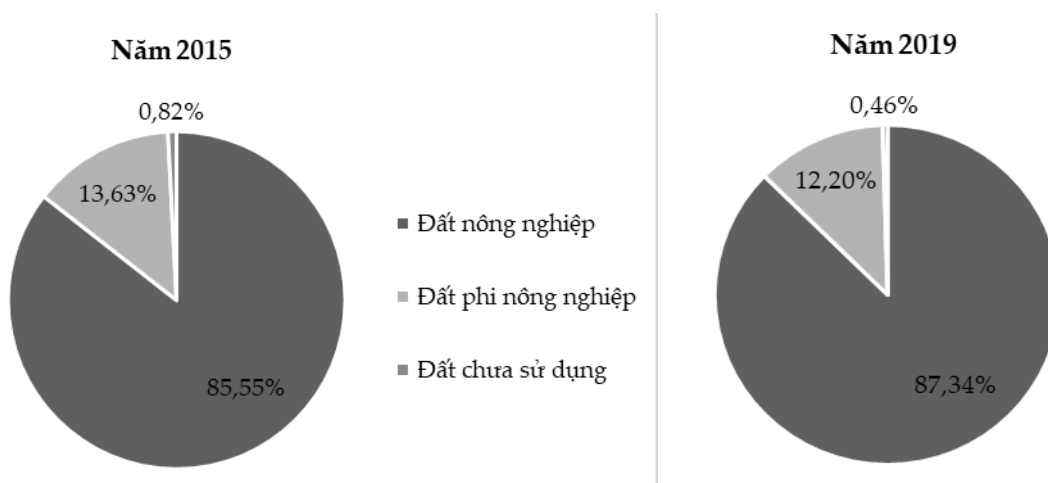 Năm 2015
0,82%
13,63%
85,55%
Đất nông nghiệp
Đất phi nông nghiệp
Đất chưa sử dụng
Năm 2019
0,46%
12,20%
87,34%